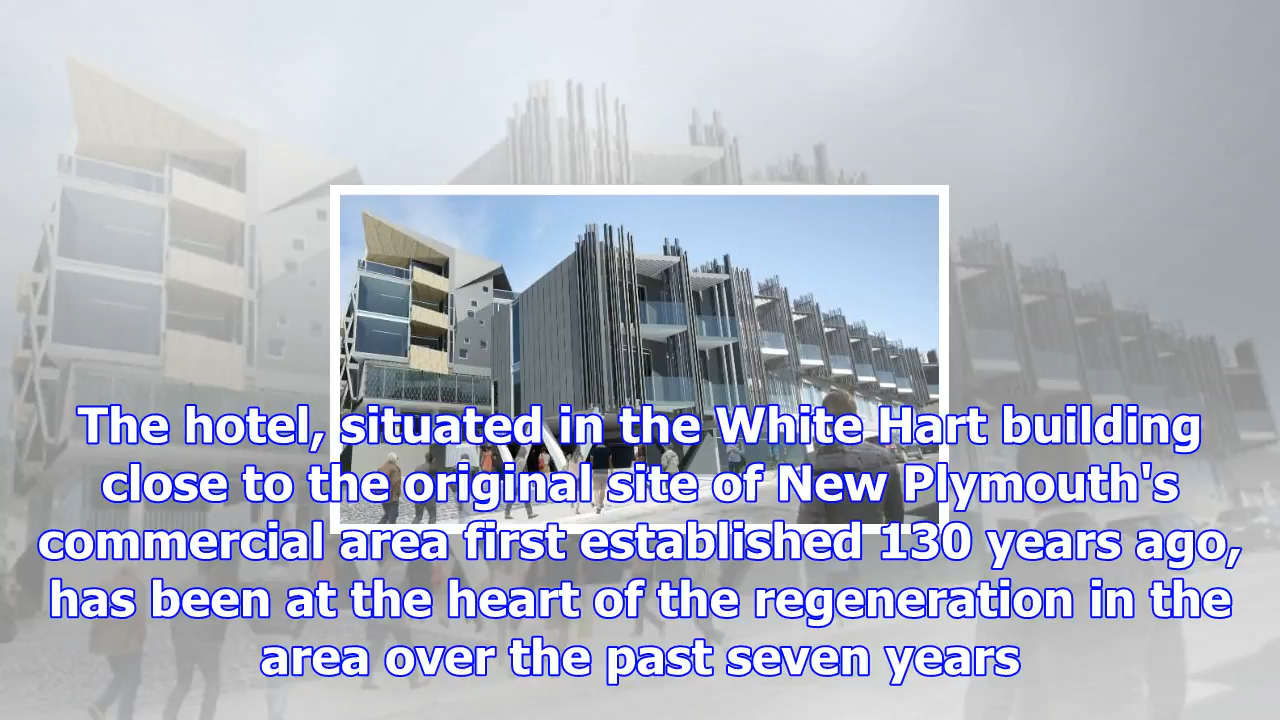 The hotel, situated in the White Hart building
close to the original site of New Plymouth's
commercial area first established 130 years ago,
has been at the heart of the regeneration in the
area over the past seven years